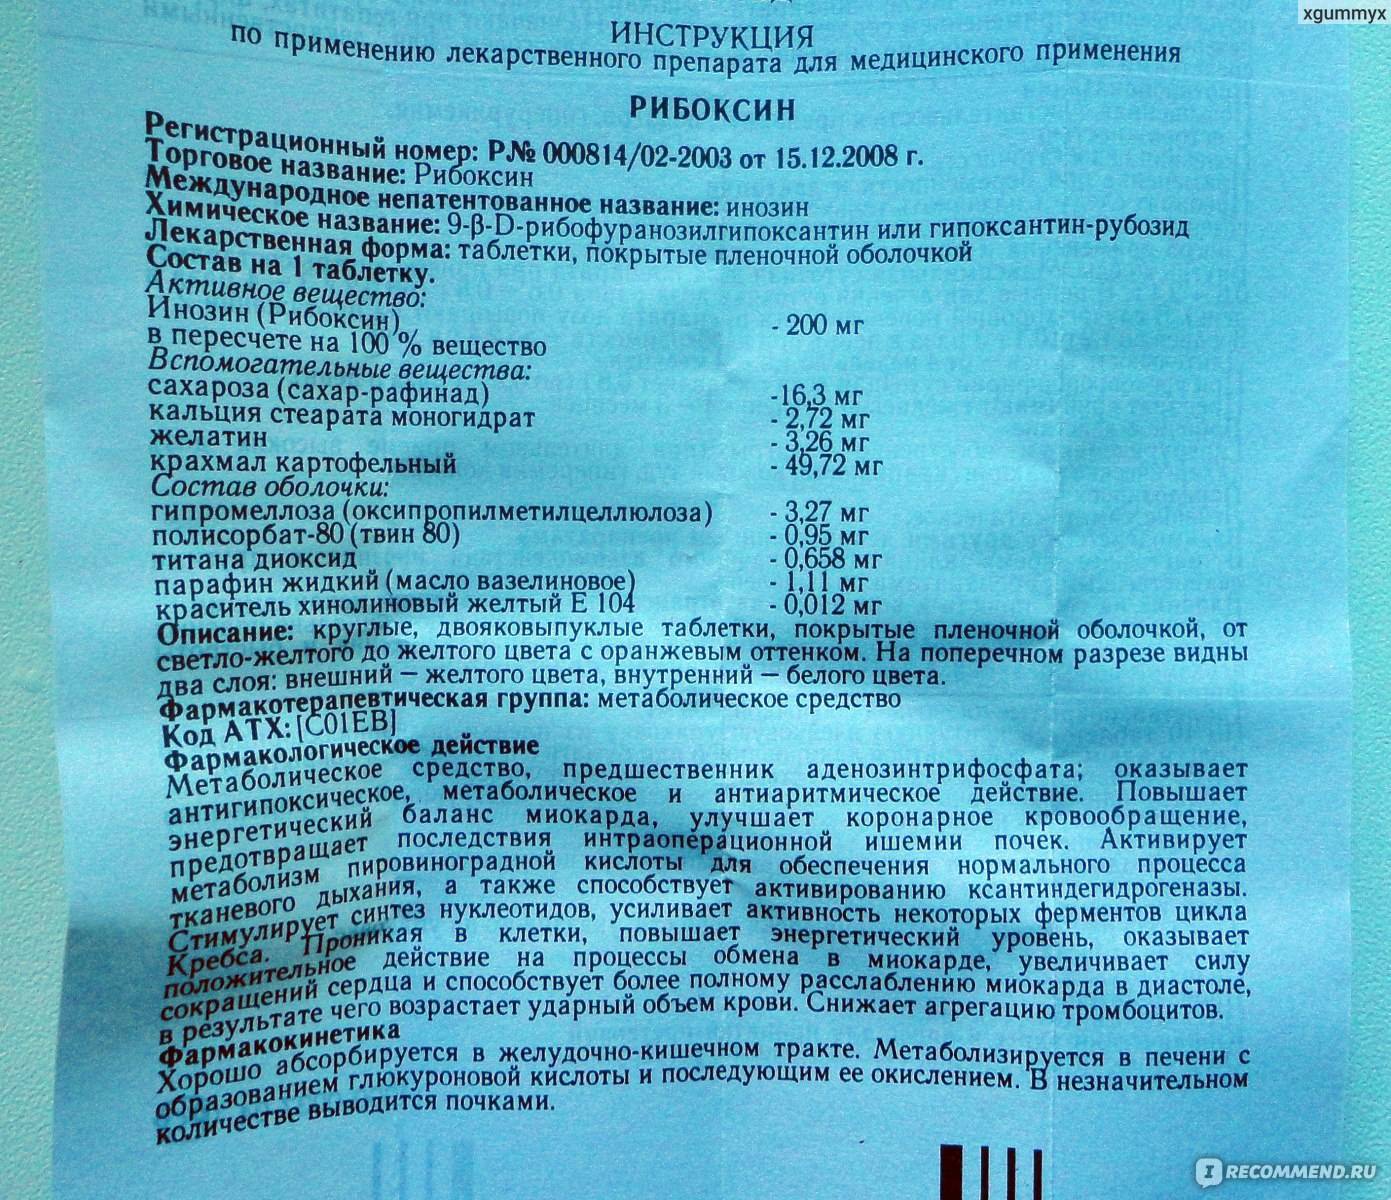 xgummyx
ИНСТРУКЦИЯ
по применению лекарственного препарата для медицинского применения
РИБОКСИН
Регистрационный номер: Р№ 000814/02-2003 от 15.12.2008 г.
Торговое название: Рибоксин
Международное непатентованное название: инозин
Химическое название: 9-β-D-рибофуранозилгипоксантин или гипоксантин-рубозид
Лекарственная форма: таблетки, покрытые пленочной оболочкой
Состав на 1 таблетку.
Активное вещество:
Инозин (Рибоксин) - 200 мг
в пересчете на 100 % вещество
Вспомогательные вещества:
сахароза (сахар-рафинад) -16,3 мг
кальция стеарата моногидрат - 2,72 мг
желатин - 3,26 мг
крахмал картофельный - 49,72 мг
Состав оболочки:
гипромеллоза (оксипропилметилцеллюлоза) - 3,27 мг
полисорбат-80 (твин 80) - 0,95 мг
титана диоксид - 0,658 мг
парафин жидкий (масло вазелиновое) - 1,11 мг
краситель хинолиновый желтый Е 104 - 0,012 мг
Описание: круглые, двояковыпуклые таблетки, покрытые пленочной оболочкой, от
светло-желтого до желтого цвета с оранжевым оттенком. На поперечном разрезе видны
два слоя: внешний – желтого цвета, внутренний – белого цвета.
Фармакотерапевтическая группа: метаболическое средство
Код АТХ: [C01EB]
Фармакологическое действие
Метаболическое средство, предшественник аденозинтрифосфата; оказывает
антигипоксическое, метаболическое и антиаритмическое действие. Повышает
энергетический баланс миокарда, улучшает коронарное кровообращение,
предотвращает последствия интраоперационной ишемии почек. Активирует
метаболизм пировиноградной кислоты для обеспечения нормального процесса
тканевого дыхания, а также способствует активированию ксантиндегидрогеназы.
Стимулирует синтез нуклеотидов, усиливает активность некоторых ферментов цикла
Кребса. Проникая в клетки, повышает энергетический уровень, оказывает
положительное действие на процессы обмена в миокарде, увеличивает силу
сокращений сердца и способствует более полному расслаблению миокарда в диастоле,
в результате чего возрастает ударный объем крови. Снижает агрегацию тромбоцитов.
Фармакокинетика
Хорошо абсорбируется в желудочно-кишечном тракте. Метаболизируется в печени с
образованием глюкуроновой кислоты и последующим ее окислением. В незначительном
количестве выводится почками.
IRECOMMEND.RU